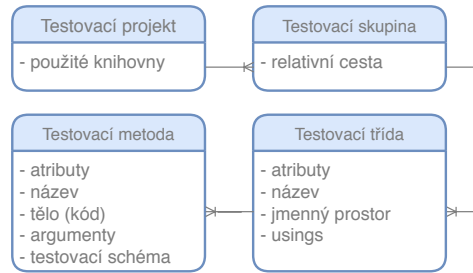 Testovací projekt
- použité knihovny
Testovací skupina
- relativní cesta
Testovací metoda
- atributy
- název
- tělo (kód)
- argumenty
- testovací schéma
Testovací třída
- atributy
- název
- jmenný prostor
- usings